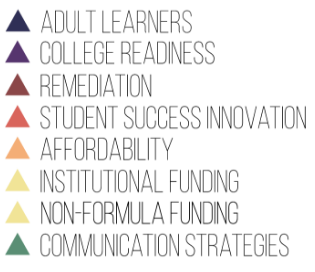 ADULT LEARNERS
COLLEGE READINESS
REMEDIATION
STUDENT SUCCESS INNOVATION
AFFORDABILITY
INSTITUTIONAL FUNDING
NON-FORMULA FUNDING
COMMUNICATION STRATEGIES